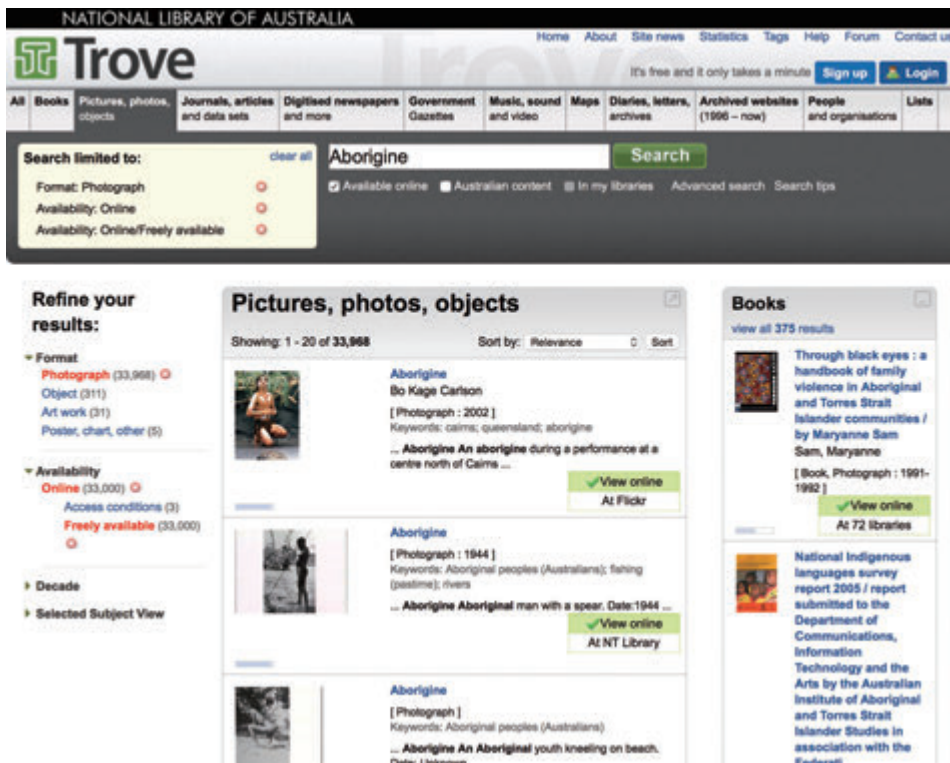 NATIONAL LIBRARY OF AUSTRALIA
Trove
Home About Site news Statistics Tags Help Forum Contact us
It's free and it only takes a minute Sign up Login
All Books Pictures, photos, objects Journals, articles and data sets Digitised newspapers and more Government Gazettes Music, sound and video Maps Diaries, letters, archives Archived websites (1996 – now) People and organisations Lists
Search limited to: clear all
Format: Photograph
Availability: Online
Availability: Online/Freely available
Aborigine Search
Available online Australian content In my libraries Advanced search Search tips
Refine your
results:
Format
Photograph (33,968)
Object (311)
Art work (31)
Poster, chart, other (5)
Availability
Online (33,000)
Access conditions (3)
Freely available (33,000)
Decade
Selected Subject View
Pictures, photos, objects
Showing: 1 - 20 of 33,968 Sort by: Relevance Sort
Aborigine
Bo Kage Carlson
[ Photograph : 2002 ]
Keywords: cairns; queensland; aborigine
... Aborigine An aborigine during a performance at a
centre north of Cairns ...
View online
At Flickr
Aborigine
[ Photograph : 1944 ]
Keywords: Aboriginal peoples (Australians); fishing
(pastime); rivers
... Aborigine Aboriginal man with a spear. Date:1944 ...
View online
At NT Library
Aborigine
[ Photograph ]
Keywords: Aboriginal peoples (Australians)
... Aborigine An Aboriginal youth kneeling on beach.
Date: Unknown
Books
view all 375 results
Through black eyes : a
handbook of family
violence in Aboriginal
and Torres Strait
Islander communities /
by Maryanne Sam
Sam, Maryanne
[ Book, Photograph : 1991-
1992 ]
View online
At 72 libraries
National Indigenous
languages survey
report 2005 / report
submitted to the
Department of
Communications,
Information
Technology and the
Arts by the Australian
Institute of Aboriginal
and Torres Strait
Islander Studies in
association with the